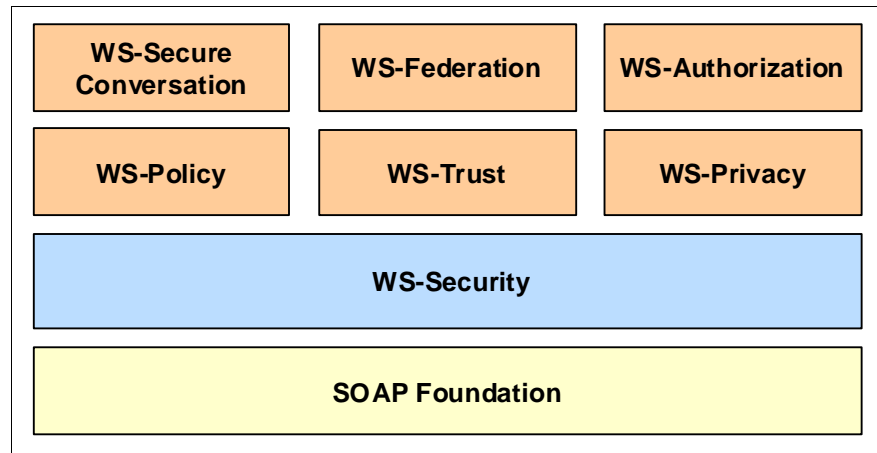 WS-Secure
Conversation
WS-Federation
WS-Authorization
WS-Policy
WS-Trust
WS-Privacy
WS-Security
SOAP Foundation